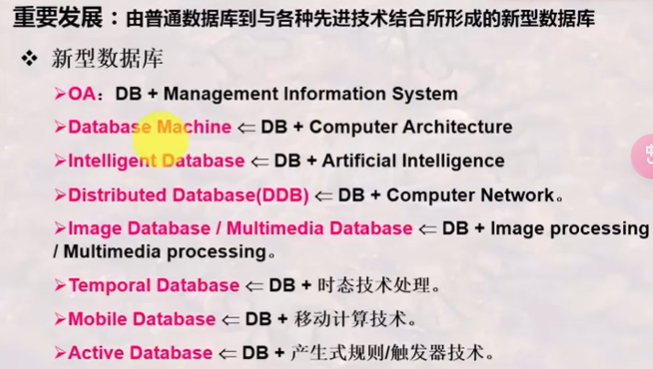 重要发展：由普通数据库到与各种先进技术结合所形成的新型数据库
❖ 新型数据库
➢OA：DB + Management Information System
➢Database Machine ⇐ DB + Computer Architecture
➢Intelligent Database ⇐ DB + Artificial Intelligence
➢Distributed Database(DDB) ⇐ DB + Computer Network。
➢Image Database / Multimedia Database ⇐ DB + Image processing
/ Multimedia processing。
➢Temporal Database ⇐ DB + 时态技术处理。
➢Mobile Database ⇐ DB + 移动计算技术。
➢Active Database ⇐ DB + 产生式规则/触发器技术。